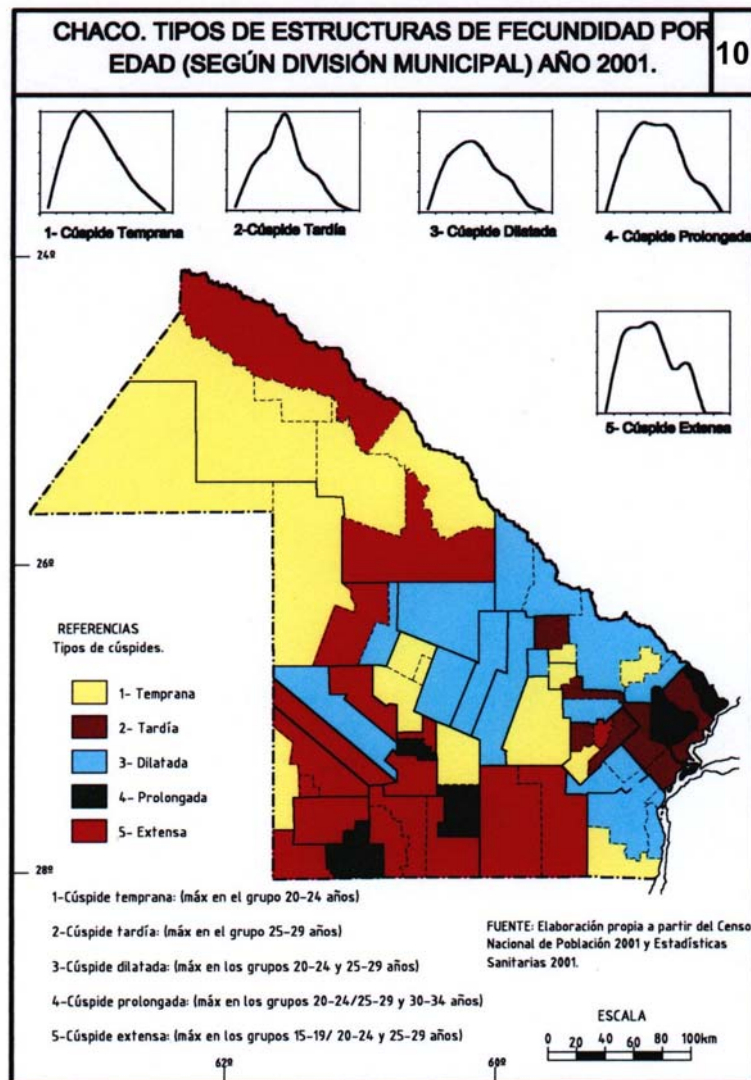 CHACO. TIPOS DE ESTRUCTURAS DE FECUNDIDAD POR
EDAD (SEGÚN DIVISIÓN MUNICIPAL) AÑO 2001.
10
1- Cúspide Temprana
2-Cúspide Tardía
3- Cúspide Dilatada
4- Cúspide Prolongada
5- Cúspide Extensa
24º
26º
28º
REFERENCIAS
Tipos de cúspides.
1- Temprana
2- Tardía
3- Dilatada
4- Prolongada
5- Extensa
1-Cúspide temprana: (máx en el grupo 20-24 años)
2-Cúspide tardía: (máx en el grupo 25-29 años)
3-Cúspide dilatada: (máx en los grupos 20-24 y 25-29 años)
4-Cúspide prolongada: (máx en los grupos 20-24/25-29 y 30-34 años)
5-Cúspide extensa: (máx en los grupos 15-19/ 20-24 y 25-29 años)
FUENTE: Elaboración propia a partir del Censo
Nacional de Población 2001 y Estadísticas
Sanitarias 2001.
ESCALA
0 20 40 60 80 100km
62º
60º